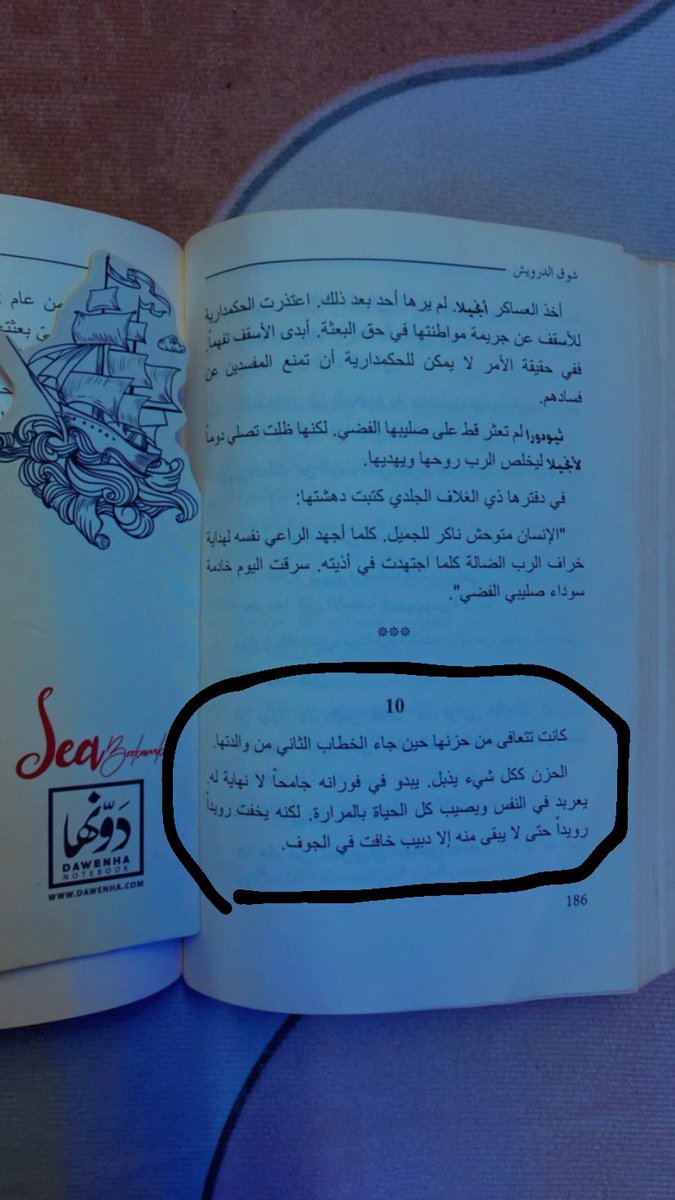 شوق الدرويش
أخذ العساكر أنجيلا. لم يرها أحد بعد ذلك. اعتذرت الحكمدارية
للأسقف عن جريمة مواطنتها في حق البعثة. أبدى الأسقف تفهماً.
ففي حقيقة الأمر لا يمكن للحكمدارية أن تمنع المفسدين عن
فسادهم.
ثيودورا لم تعثر قط على صليبها الفضي. لكنها ظلت تصلي دوماً
لأنجيلا ليخلص الرب روحها ويهديها.
في دفترها ذي الغلاف الجلدي كتبت دهشتها:
"الإنسان متوحش ناكر للجميل. كلما أجهد الراعي نفسه لهداية
خراف الرب الضالة كلما اجتهدت في أذيته. سرقت اليوم خادمة
سوداء صليبي الفضي".
***
10
كانت تتعافى من حزنها حين جاء الخطاب الثاني من والدتها.
الحزن ككل شيء يذبل. يبدو في فورانه جامحاً لا نهاية له.
يعربد في النفس ويصيب كل الحياة بالمرارة. لكنه يخفت رويداً
رويداً حتى لا يبقى منه إلا دبيب خافت في الجوف.
186
من عام
Sea
Bookmark
دَوّنها
DAWENHA
NOTEBOOK
WWW.DAWENHA.COM